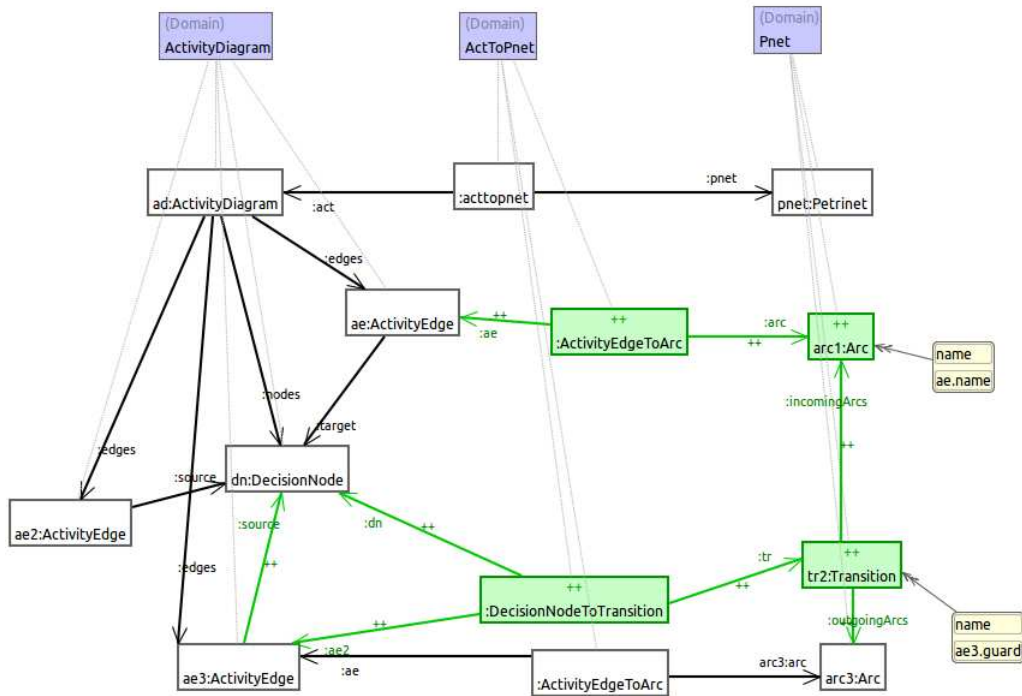 (Domain)
ActivityDiagram
(Domain)
ActToPnet
(Domain)
Pnet
ad:ActivityDiagram
:act
:acttopnet
:pnet
pnet:Petrinet
:edges
ae:ActivityEdge
++
:ae
++
:ActivityEdgeToArc
:arc
++
++
arc1:Arc
name
ae.name
:nodes
:target
:incomingArcs
++
:edges
:source
dn:DecisionNode
ae2:ActivityEdge
:source
:dn
++
++
:edges
++
:DecisionNodeToTransition
:tr
++
++
tr2:Transition
name
ae3.guard
++
:outgoingArcs
++
:ae2
:ae
ae3:ActivityEdge
:ActivityEdgeToArc
arc3:arc
arc3:Arc